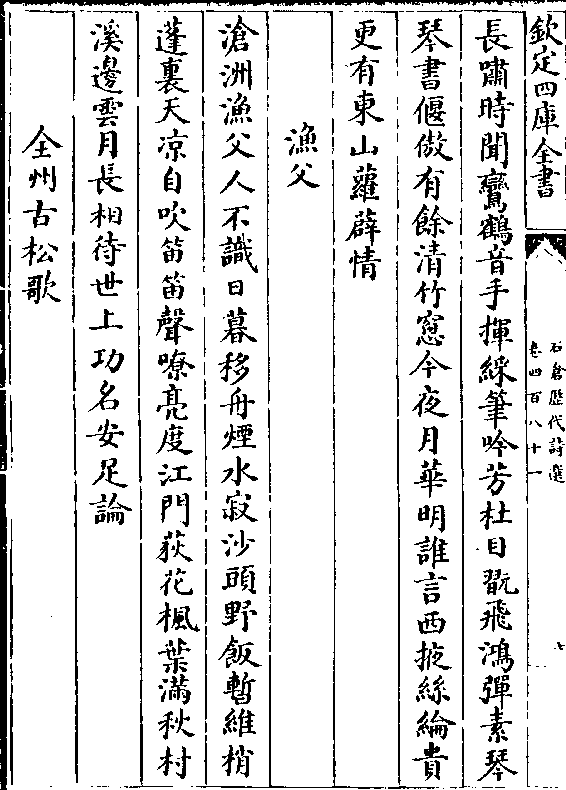 欽定四庫全書
石倉歷代詩選
卷四百八十一
七
長嘯時聞鸞鶴音手揮綵筆吟芳杜目翫飛鴻彈素琴
琴書偃倣有餘清竹窓今夜月華明誰言西掖絲綸貴
更有東山蘿薜情
漁父
滄洲漁父人不識日暮移舟煙水寂沙頭野飯暫維梢
蓬裏天凉自吹笛笛聲嘹亮度江門荻花楓葉滿秋村
溪邊雲月長相待世上功名安足論
全州古松歌